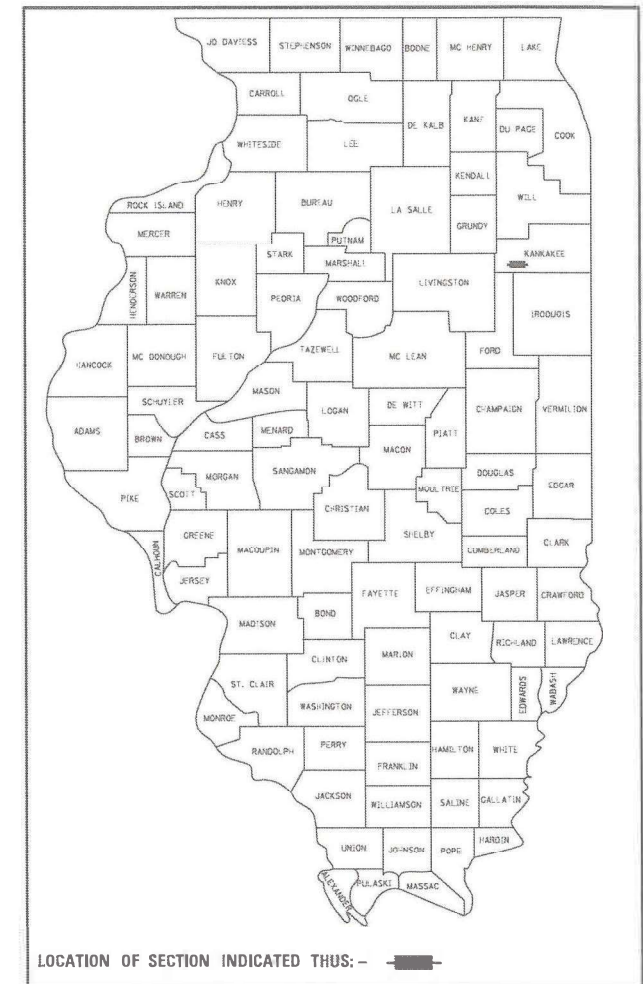 JO DAVIESS STEPHENSON WINNEBAGO BOONE MC HENRY LAKE
CARROLL OGLE DE KALB KANE DU PAGE COOK
WHITESIDE LEE
KENDALL WILL
ROCK ISLAND HENRY BUREAU LA SALLE
MERCER PUTNAM GRUNDY
STARK MARSHALL KANKAKEE
HENDERSON WARREN KNOX PEORIA WOODFORD LIVINGSTON IROQUOIS
HANCOCK MC DONOUGH FULTON TAZEWELL MC LEAN FORD
MASON
SCHUYLER LOGAN DE WITT CHAMPAIGN VERMILION
ADAMS BROWN CASS MENARD MACON PIATT
MORGAN SANGAMON DOUGLAS
PIKE SCOTT CHRISTIAN MOULTRIE COLES EDGAR
GREENE MACOUPIN MONTGOMERY SHELBY CUMBERLAND CLARK
CALHOUN JERSEY
FAYETTE EFFINGHAM JASPER CRAWFORD
MADISON BOND
CLAY RICHLAND LAWRENCE
CLINTON MARION
ST. CLAIR WAYNE EDWARDS WABASH
WASHINGTON JEFFERSON
MONROE
RANDOLPH PERRY HAMILTON WHITE
FRANKLIN
JACKSON WILLIAMSON SALINE GALLATIN
UNION JOHNSON POPE HARDIN
ALEXANDER PULASKI MASSAC
LOCATION OF SECTION INDICATED THUS: -